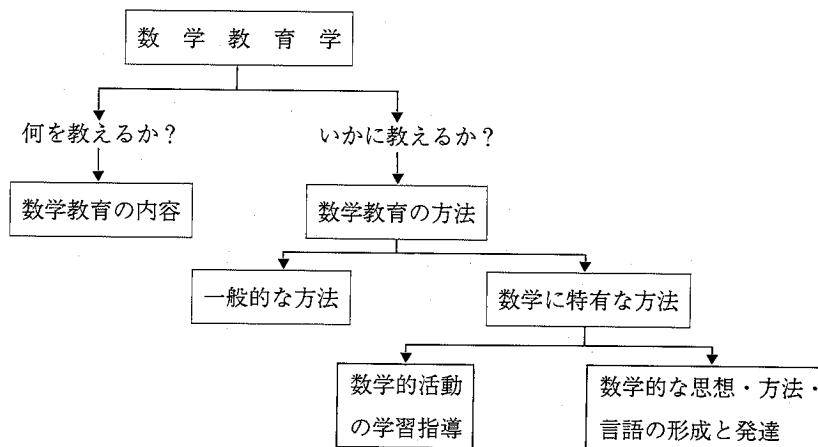 数学教育学
何を教えるか？
いかに教えるか？
数学教育の内容
数学教育の方法
一般的な方法
数学に特有な方法
数学的活動
の学習指導
数学的な思想・方法・
言語の形成と発達